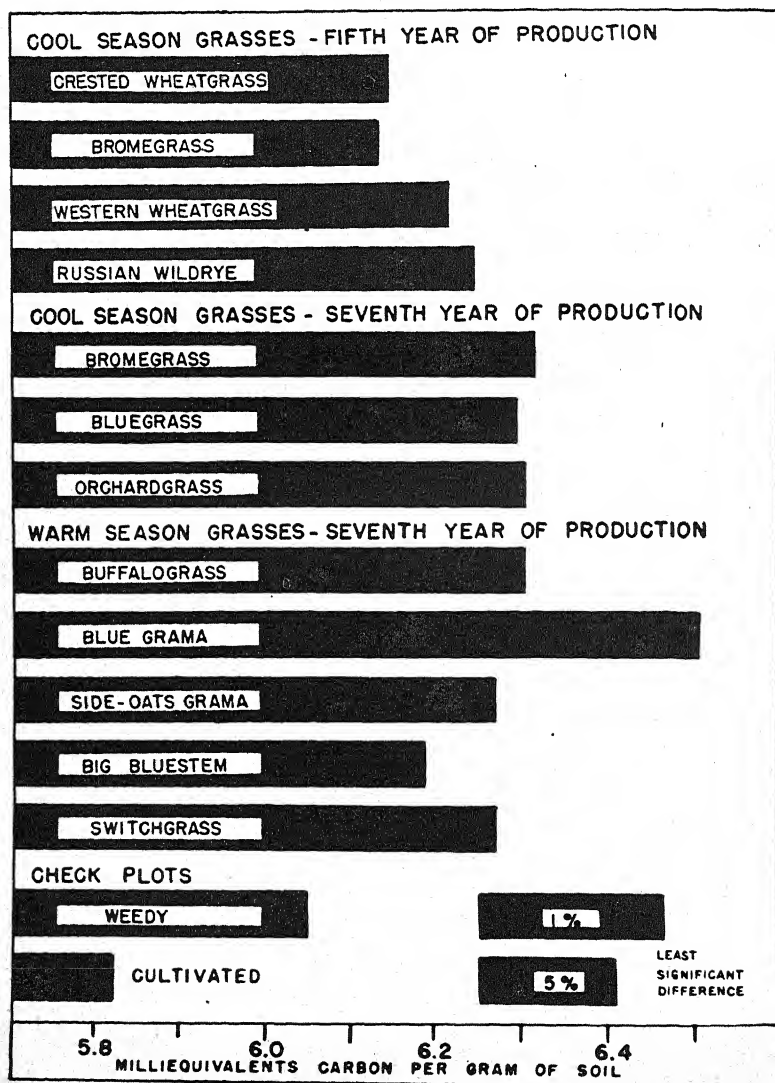 COOL SEASON GRASSES - FIFTH YEAR OF PRODUCTION
CRESTED WHEATGRASS
BROMEGRASS
WESTERN WHEATGRASS
RUSSIAN WILDRYE
COOL SEASON GRASSES - SEVENTH YEAR OF PRODUCTION
BROMEGRASS
BLUEGRASS
ORCHARDGRASS
WARM SEASON GRASSES - SEVENTH YEAR OF PRODUCTION
BUFFALOGRASS
BLUE GRAMA
SIDE-OATS GRAMA
BIG BLUESTEM
SWITCHGRASS
CHECK PLOTS
WEEDY
1 %
CULTIVATED
5 %
LEAST
SIGNIFICANT
DIFFERENCE
5.8 6.0 6.2 6.4
MILLIEQUIVALENTS CARBON PER GRAM OF SOIL